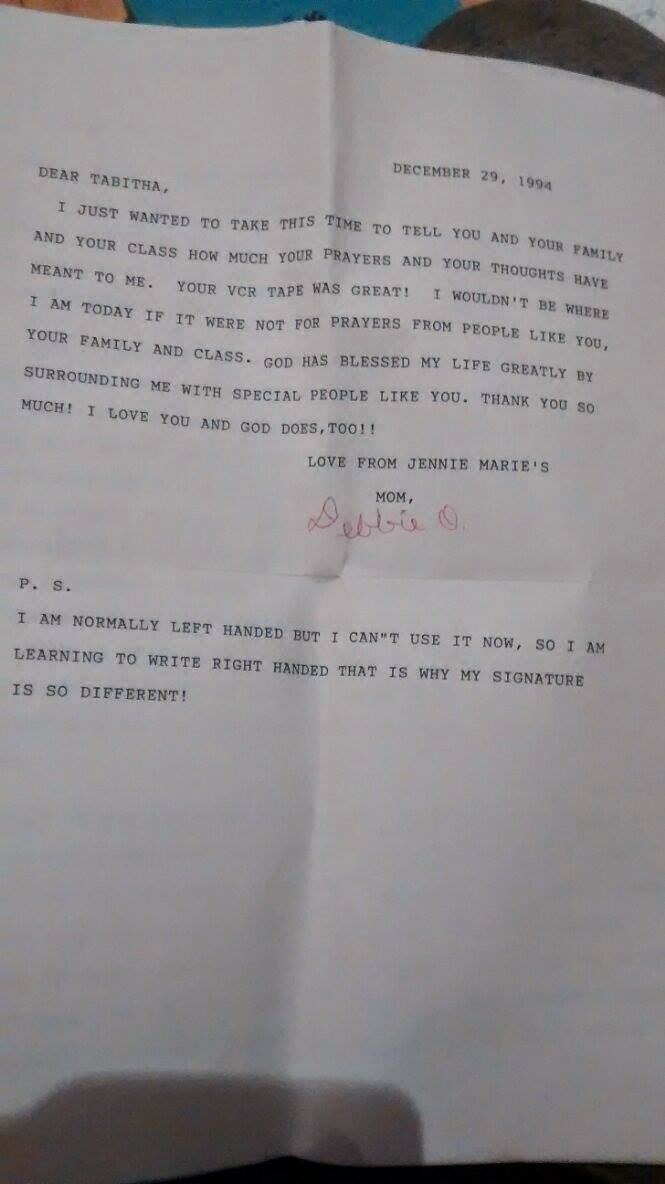 DECEMBER 29, 1994
DEAR TABITHA,
I JUST WANTED TO TAKE THIS TIME TO TELL YOU AND YOUR FAMILY
AND YOUR CLASS HOW MUCH YOUR PRAYERS AND YOUR THOUGHTS HAVE
MEANT TO ME. YOUR VCR TAPE WAS GREAT! I WOULDN'T BE WHERE
I AM TODAY IF IT WERE NOT FOR PRAYERS FROM PEOPLE LIKE YOU,
YOUR FAMILY AND CLASS. GOD HAS BLESSED MY LIFE GREATLY BY
SURROUNDING ME WITH SPECIAL PEOPLE LIKE YOU. THANK YOU SO
MUCH! I LOVE YOU AND GOD DOES,TOO!!
LOVE FROM JENNIE MARIE'S
MOM,
Debbie O.
P. S.
I AM NORMALLY LEFT HANDED BUT I CAN"T USE IT NOW, SO I AM
LEARNING TO WRITE RIGHT HANDED THAT IS WHY MY SIGNATURE
IS SO DIFFERENT!